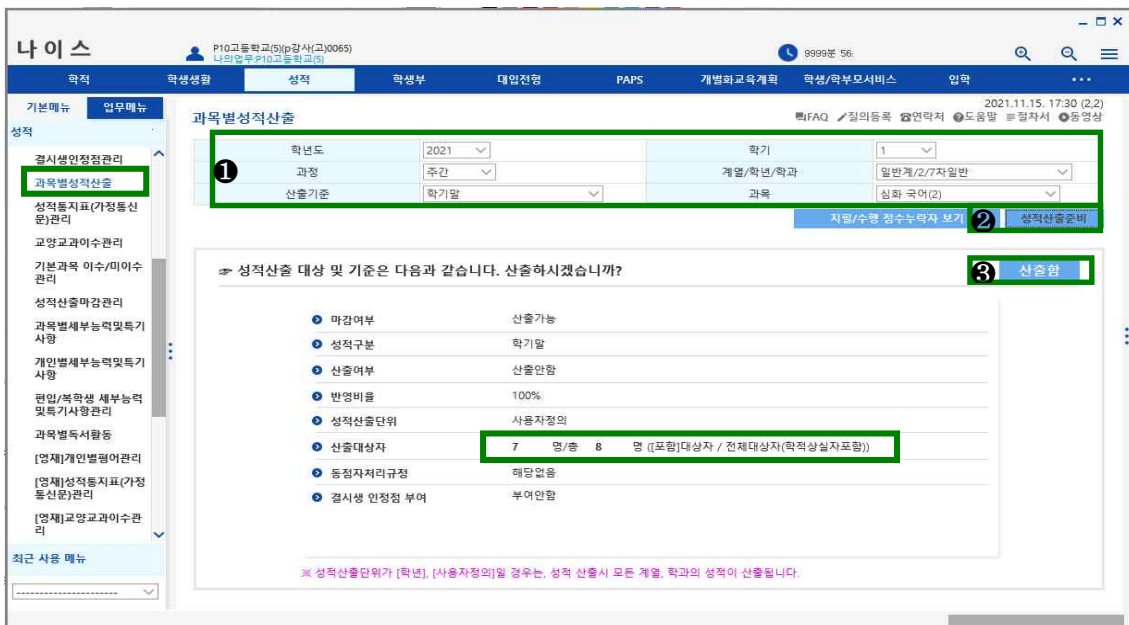 나이스
P10고등학교(5)(p강사(고)0065)
나의업무:P10고등학교(5)
9999분 56:
학적 학생생활 성적 학생부 대입전형 PAPS 개별화교육계획 학생/학부모서비스 입학 ...
기본메뉴 업무메뉴
성적
결시생인정점관리
과목별성적산출
성적통지표(가정통신
문)관리
교양교과이수관리
기본과목 이수/미이수
관리
성적산출마감관리
과목별세부능력및특기
사항
개인별세부능력및특기
사항
편입/복학생 세부능력
및특기사항관리
과목별독서활동
[영재]개인별평어관리
[영재]성적통지표(가정
통신문)관리
[영재]교양교과이수관
리
최근 사용 메뉴
----------------------
2021.11.15. 17:30 (2,2)
과목별성적산출
FAQ 질의등록 연락처 도움말 절차서 동영상
❶
학년도 2021 학기 1
과정 주간 계열/학년/학과 일반계/2/7차일반
산출기준 학기말 과목 심화 국어(2)
지필/수행 점수누락자 보기 ❷ 성적산출준비
☞ 성적산출 대상 및 기준은 다음과 같습니다. 산출하시겠습니까? ❸ 산출함
마감여부 산출가능
성적구분 학기말
산출여부 산출안함
반영비율 100%
성적산출단위 사용자정의
산출대상자 7 명/총 8 명 ([포함]대상자 / 전체대상자(학적상실자포함))
동점자처리규정 해당없음
결시생 인정점 부여 부여안함
※ 성적산출단위가 [학년], [사용자정의]일 경우는, 성적 산출시 모든 계열, 학과의 성적이 산출됩니다.